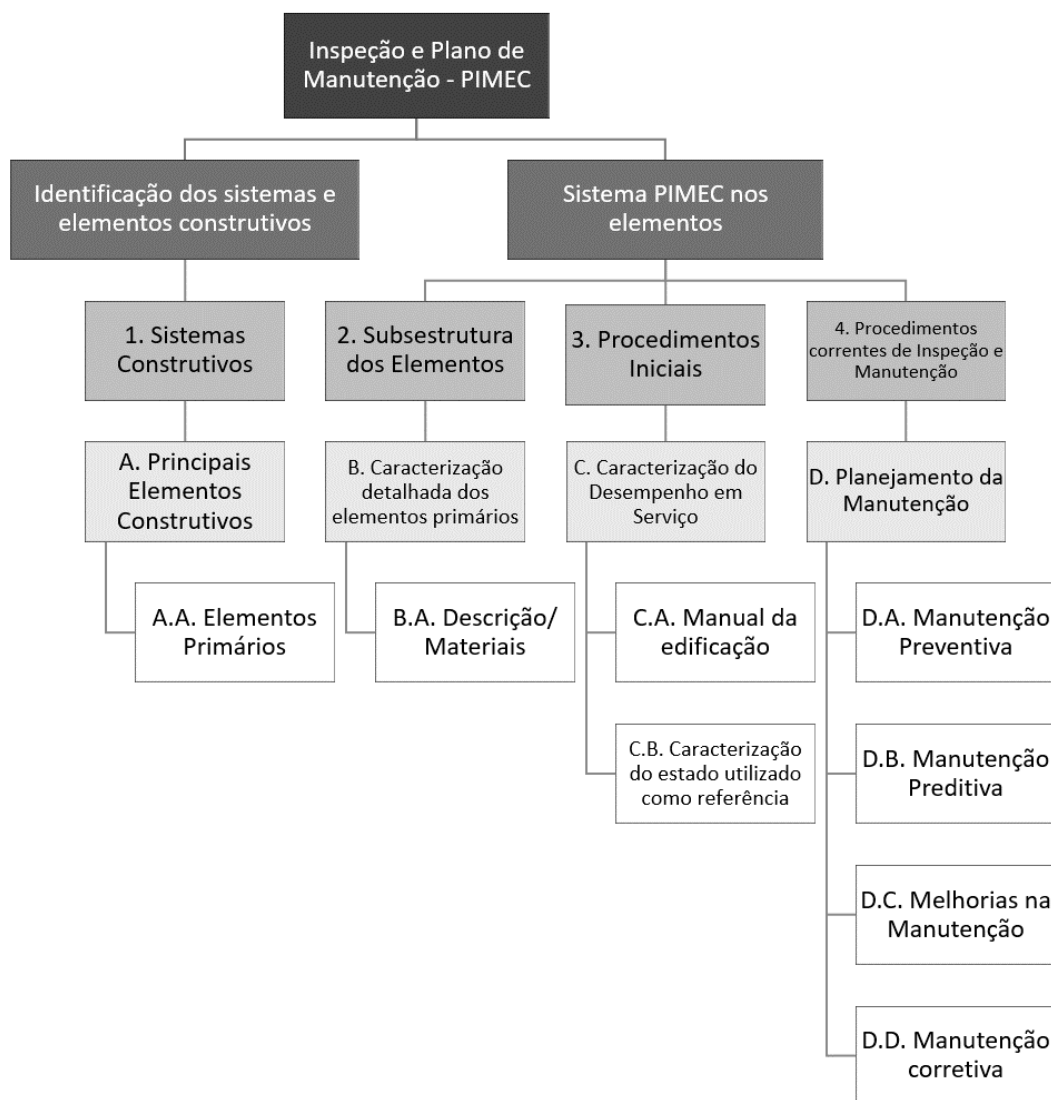 Inspeção e Plano de
Manutenção - PIMEC
Identificação dos sistemas e
elementos construtivos
Sistema PIMEC nos
elementos
1. Sistemas
Construtivos
2. Subsestrutura
dos Elementos
3. Procedimentos
Iniciais
4. Procedimentos
correntes de Inspeção e
Manutenção
A. Principais
Elementos
Construtivos
B. Caracterização
detalhada dos
elementos primários
C. Caracterização do
Desempenho em
Serviço
D. Planejamento da
Manutenção
A.A. Elementos
Primários
B.A. Descrição/
Materiais
C.A. Manual da
edificação
D.A. Manutenção
Preventiva
C.B. Caracterização
do estado utilizado
como referência
D.B. Manutenção
Preditiva
D.C. Melhorias na
Manutenção
D.D. Manutenção
corretiva